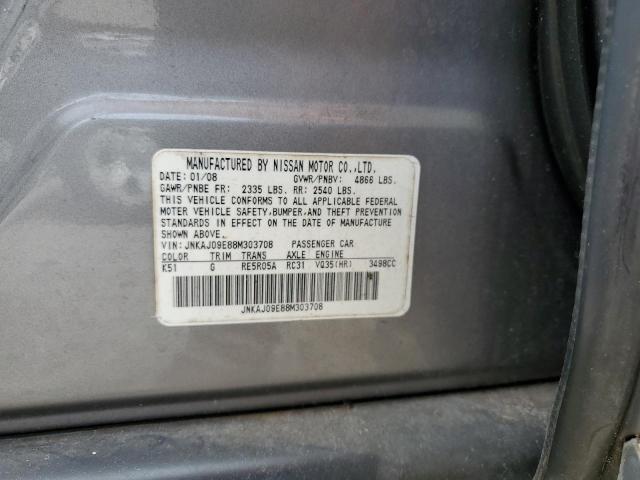 MANUFACTURED BY NISSAN MOTOR CO.,LTD.
DATE: 01/08 GVWR/PNBV: 4866 LBS.
GAWR/PNBE FR: 2335 LBS. RR: 2540 LBS.
THIS VEHICLE CONFORMS TO ALL APPLICABLE FEDERAL
MOTER VEHICLE SAFETY,BUMPER,AND THEFT PREVENTION
STANDARDS IN EFFECT ON THE DATE OF MANUFACTURE
SHOWN ABOVE.
VIN: JNKAJ09E88M303708 PASSENGER CAR
COLOR TRIM TRANS AXLE ENGINE
K51 G RE5R05A RC31 VQ35(HR) 3498CC
JNKAJ09E88M303708